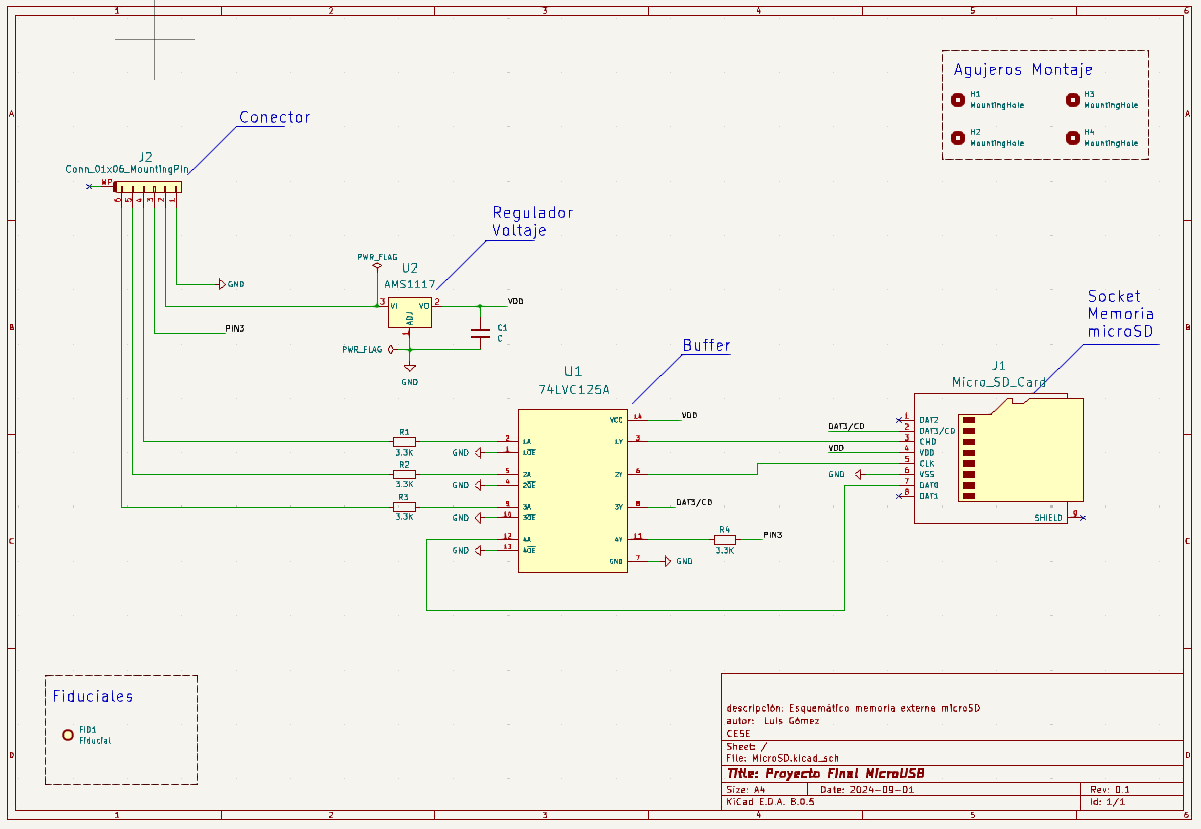 1 2 3 4 5 6
A A
B B
C C
D D
Agujeros Montaje
H1
MountingHole
H3
MountingHole
H2
MountingHole
H4
MountingHole
Conector
J2
Conn_01x06_MountingPin
MP
6 5 4 3 2 1
GND
PIN3
Regulador
Voltaje
PWR_FLAG
U2
AMS1117
3 VI VO 2
ADJ
1
VDD
C1
C
PWR_FLAG
GND
Buffer
U1
74LVC125A
VCC 14 VDD
R1
3.3K
2 1A
1Y 3
GND 1 1OE
R2
3.3K
5 2A
2Y 6
GND 4 2OE
R3
3.3K
9 3A
3Y 8 DAT3/CD
GND 10 3OE
12 4A
4Y 11
R4
3.3K
PIN3
GND 13 4OE
GND 7 GND
Socket
Memoria
microSD
J1
Micro_SD_Card
1 DAT2
DAT3/CD 2 DAT3/CD
3 CMD
VDD 4 VDD
5 CLK
GND 6 VSS
7 DAT0
8 DAT1
SHIELD 9
Fiduciales
FID1
Fiducial
descripción: Esquemático memoria externa microSD
autor: Luis Gómez
CESE
Sheet: /
File: MicroSD.kicad_sch
Title: Proyecto Final MicroUSB
Size: A4 Date: 2024-09-01 Rev: 0.1
KiCad E.D.A. 8.0.5 Id: 1/1
1 2 3 4 5 6